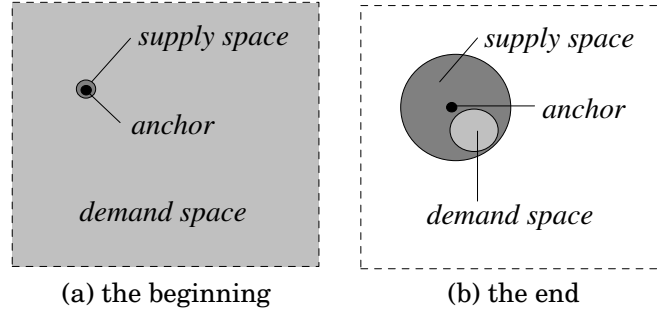 supply space
anchor
demand space
(a) the beginning
supply space
anchor
demand space
(b) the end